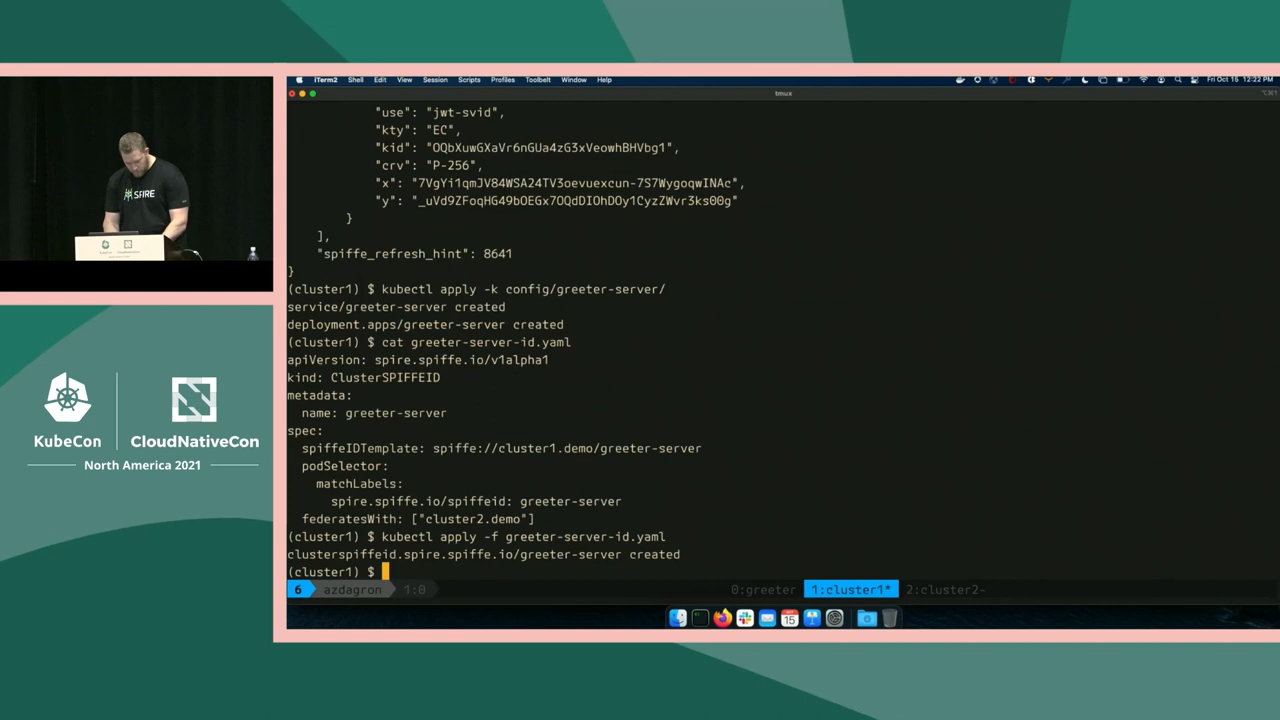 iTerm2 Shell Edit View Session Scripts Profiles Toolbelt Window Help Fri Oct 15 12:22 PM
tmux
"use": "jwt-svid",
"kty": "EC",
"kid": "OQbXuwGXaVr6nGUa4zG3xVeowhBHVbg1",
"crv": "P-256",
"x": "7VgYi1qmJV84WSA24TV3oevuexcun-7S7WygoqwINAc",
"y": "_uVd9ZFoqHG49bOEGx7OQdDIOhDOy1CyzZWvr3ks00g"
}
],
"spiffe_refresh_hint": 8641
}
(cluster1) $ kubectl apply -k config/greeter-server/
service/greeter-server created
deployment.apps/greeter-server created
(cluster1) $ cat greeter-server-id.yaml
apiVersion: spire.spiffe.io/v1alpha1
kind: ClusterSPIFFEID
metadata:
name: greeter-server
spec:
spiffeIDTemplate: spiffe://cluster1.demo/greeter-server
podSelector:
matchLabels:
spire.spiffe.io/spiffeid: greeter-server
federatesWith: ["cluster2.demo"]
(cluster1) $ kubectl apply -f greeter-server-id.yaml
clusterspiffeid.spire.spiffe.io/greeter-server created
(cluster1) $
6 azdagron 1:0 0:greeter 1:cluster1* 2:cluster2-
15
SPIRE
KubeCon
CloudNativeCon
North America 2021